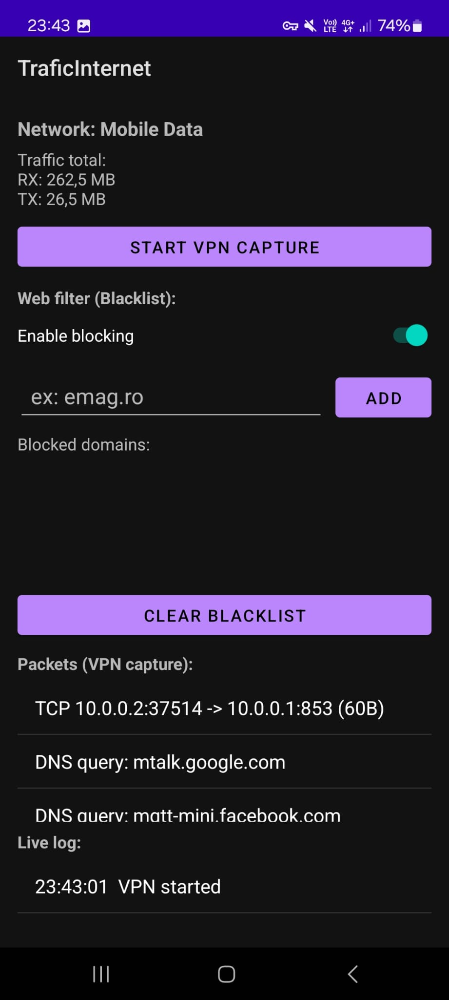 23:43
Vo)) LTE 4G+ 74%
TraficInternet
Network: Mobile Data
Traffic total:
RX: 262,5 MB
TX: 26,5 MB
START VPN CAPTURE
Web filter (Blacklist):
Enable blocking
ex: emag.ro
ADD
Blocked domains:
CLEAR BLACKLIST
Packets (VPN capture):
TCP 10.0.0.2:37514 -> 10.0.0.1:853 (60B)
DNS query: mtalk.google.com
DNS query: mqtt-mini.facebook.com
Live log:
23:43:01 VPN started